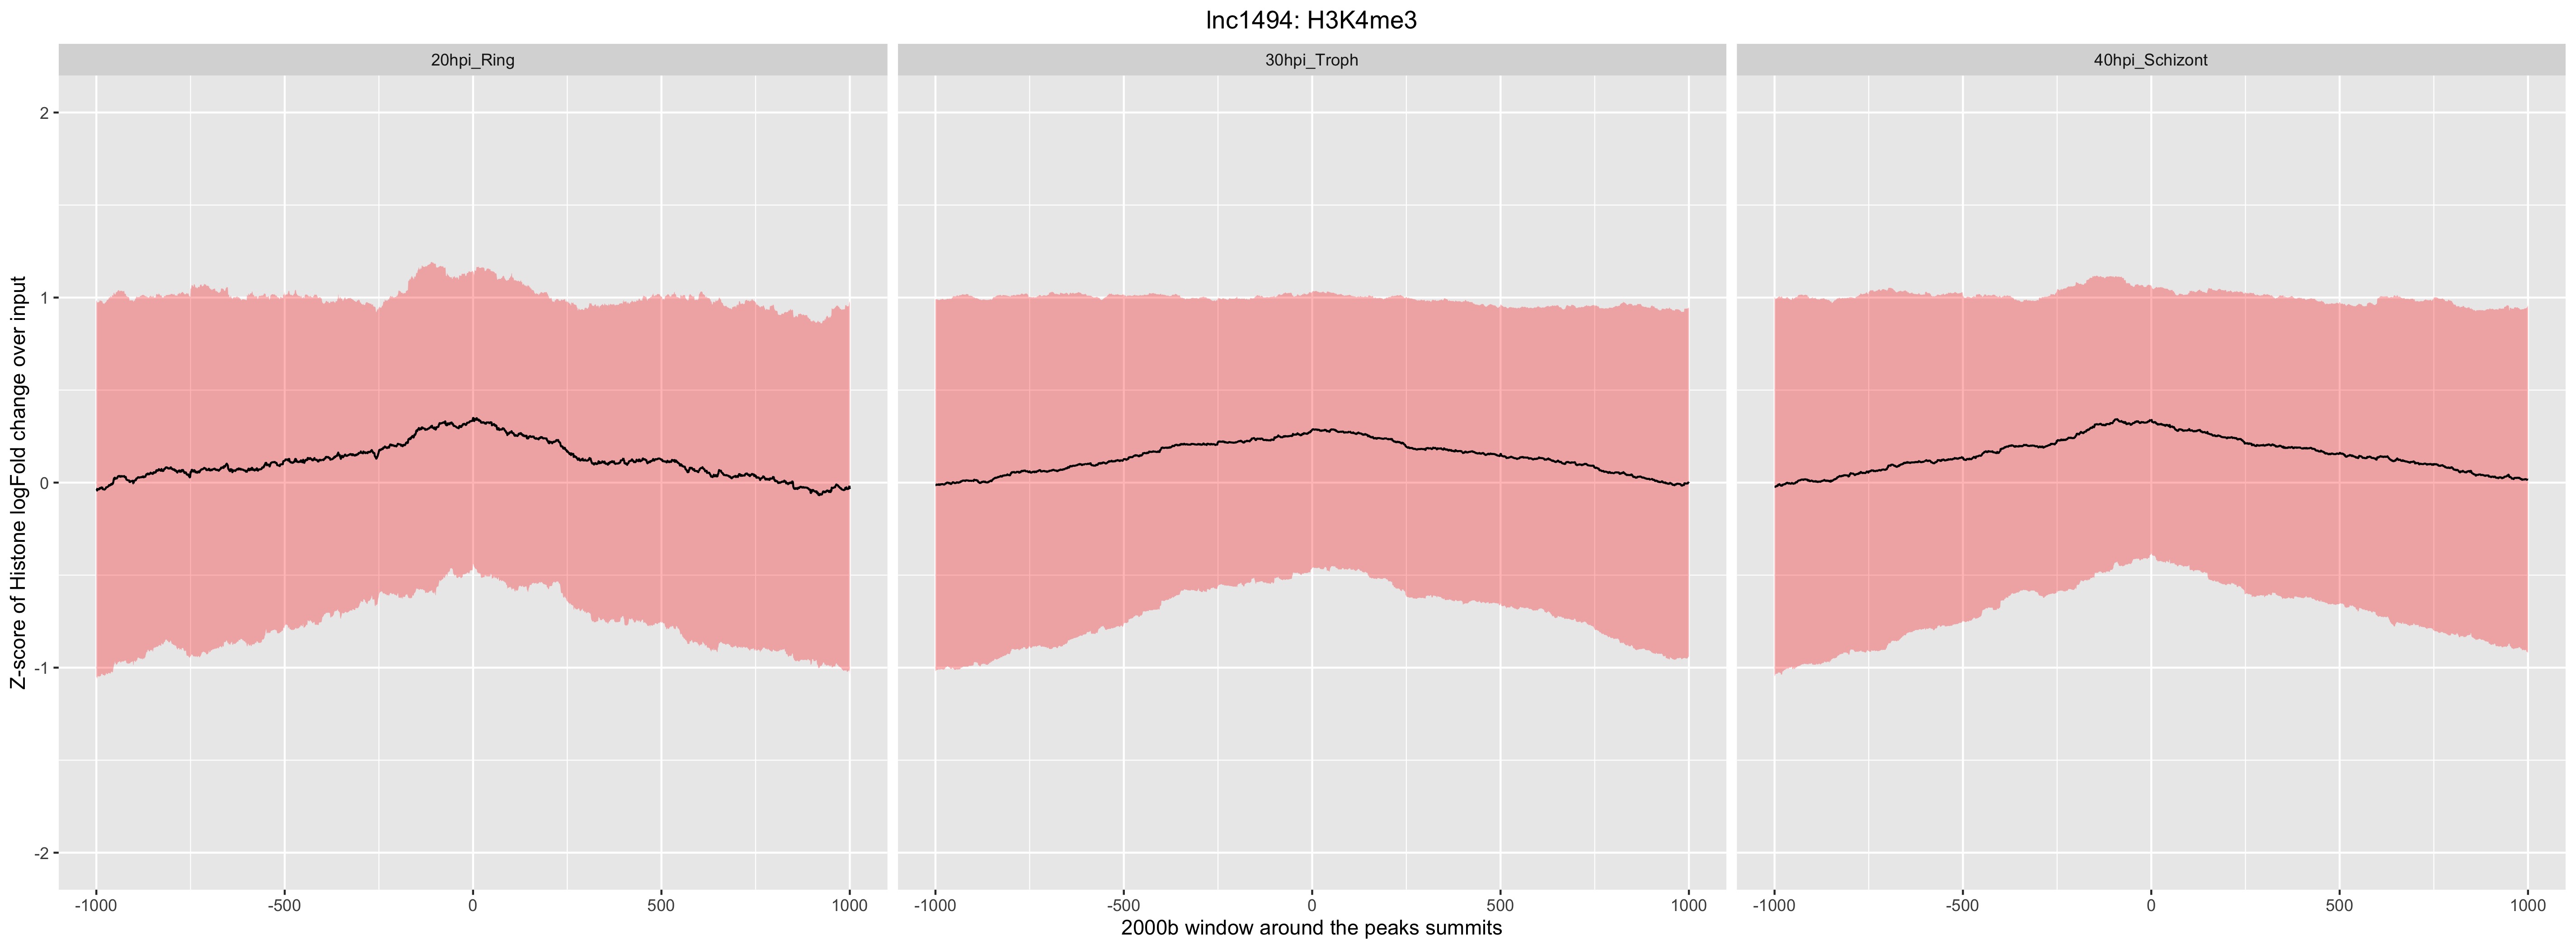 lnc1494: H3K4me3
20hpi_Ring 30hpi_Troph 40hpi_Schizont
Z-score of Histone logFold change over input
2
1
0
-1
-2
-1000 -500 0 500 1000 -1000 -500 0 500 1000 -1000 -500 0 500 1000
2000b window around the peaks summits